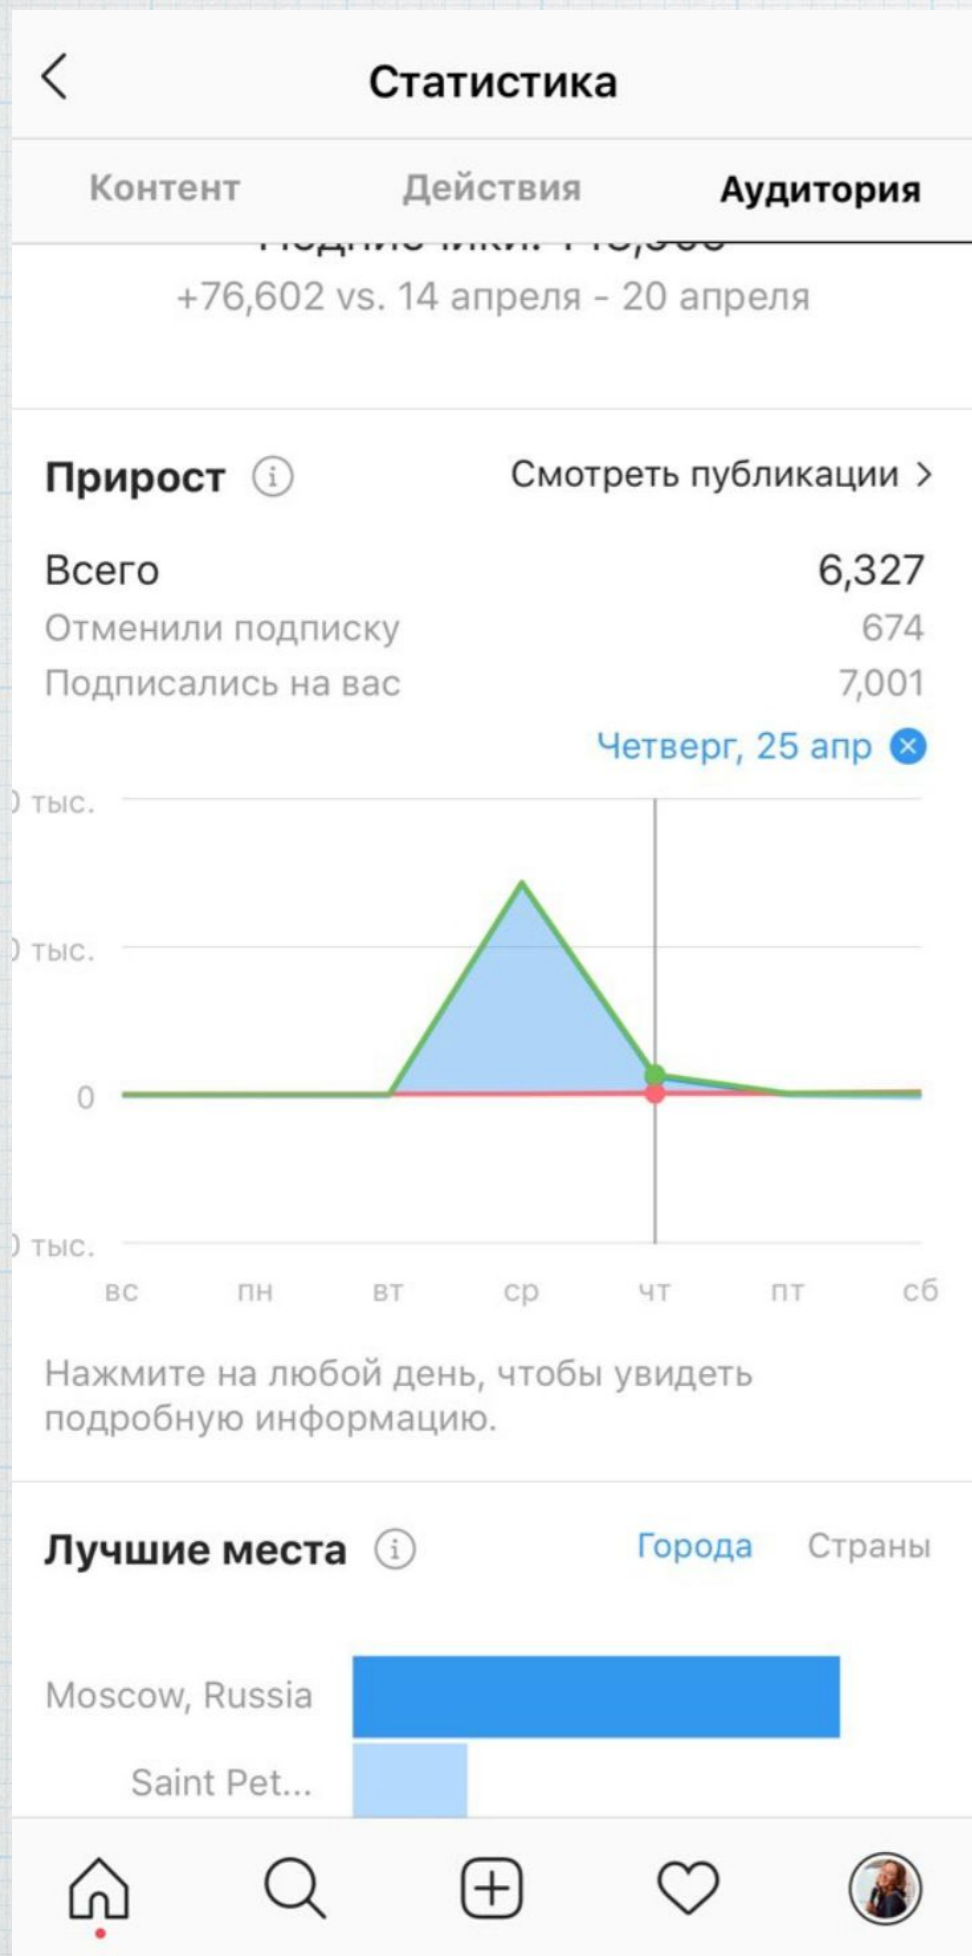 Статистика
Контент Действия Аудитория
+76,602 vs. 14 апреля - 20 апреля
Прирост Смотреть публикации
Всего 6,327
Отменили подписку 674
Подписались на вас 7,001
Четверг, 25 апр
тыс.
тыс.
0
тыс.
вс пн вт ср чт пт сб
Нажмите на любой день, чтобы увидеть
подробную информацию.
Лучшие места Города Страны
Moscow, Russia
Saint Pet...